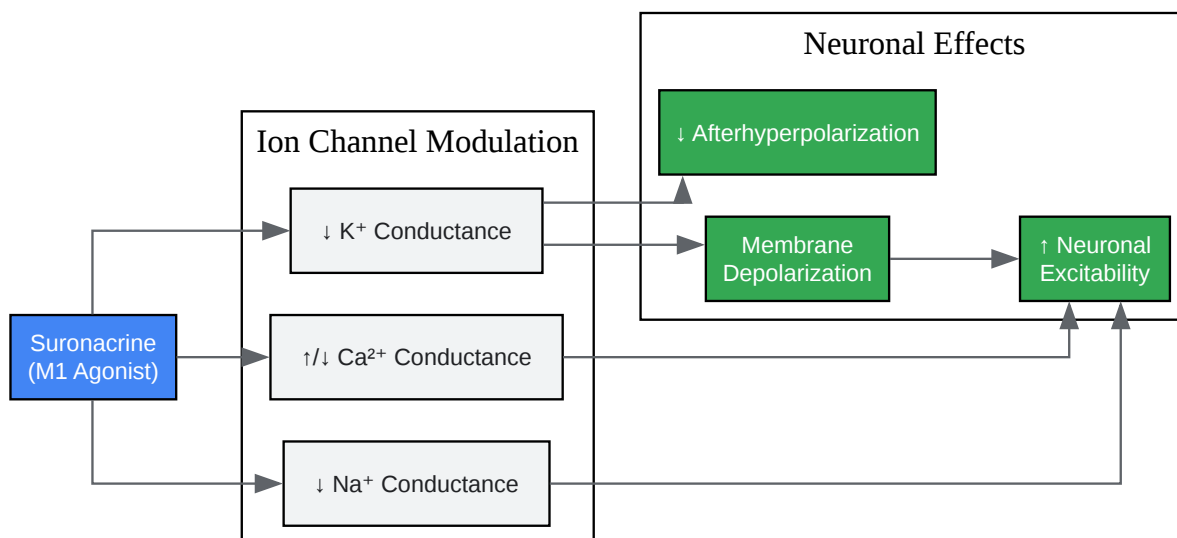 Neuronal Effects
↓ Afterhyperpolarization
Ion Channel Modulation
↓ K⁺ Conductance
Membrane
Depolarization
↑ Neuronal
Excitability
Suronacrine
(M1 Agonist)
↑/↓ Ca²⁺ Conductance
↓ Na⁺ Conductance